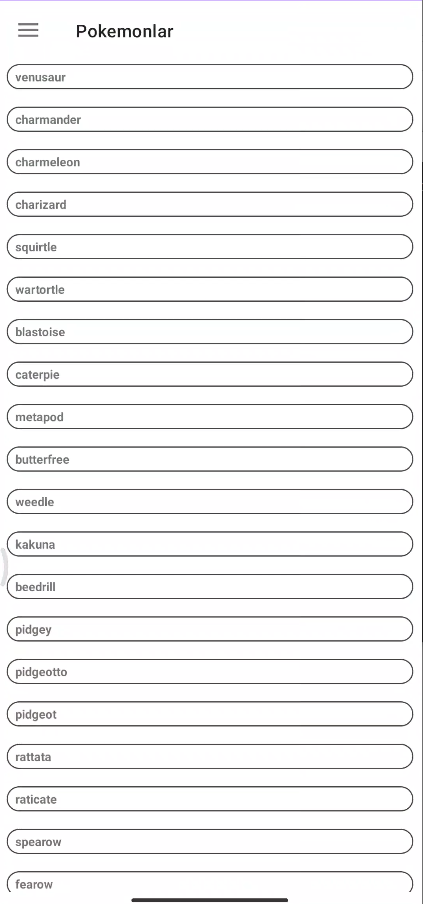 Pokemonlar
venusaur
charmander
charmeleon
charizard
squirtle
wartortle
blastoise
caterpie
metapod
butterfree
weedle
kakuna
beedrill
pidgey
pidgeotto
pidgeot
rattata
raticate
spearow
fearow